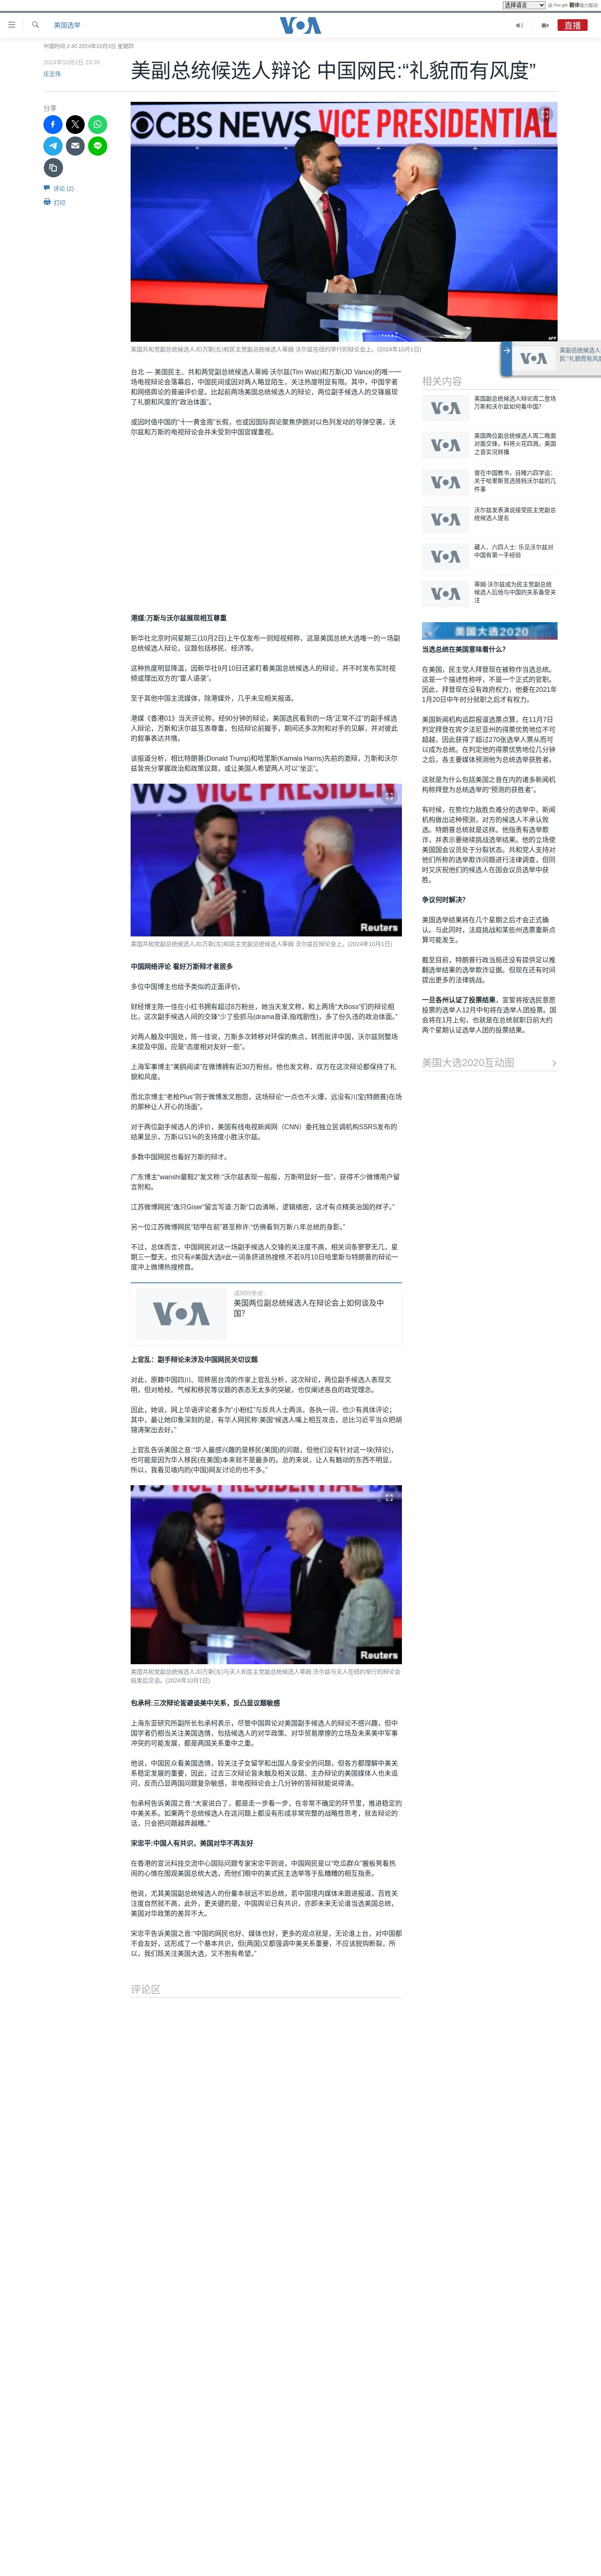 选择语言 由 Google 翻译强力驱动
美国选举
VOA
直播
中国时间 2:40 2024年10月3日 星期四
2024年10月2日 23:36
庄志伟
美副总统候选人辩论 中国网民:“礼貌而有风度”
分享
评论 (2)
打印
CBS NEWS VICE PRESIDENTIAL
AFP
美国共和党副总统候选人JD万斯(左)和民主党副总统候选人蒂姆·沃尔兹在纽约举行的辩论会上。(2024年10月1日)
台北 — 美国民主、共和两党副总统候选人蒂姆·沃尔兹(Tim Walz)和万斯(JD Vance)的唯一一
场电视辩论会落幕后，中国民间或因对两人略显陌生，关注热度明显有限。其中，中国学者
和网络舆论的普遍评价是，比起前两场美国总统候选人的辩论，两位副手候选人的交锋展现
了礼貌和风度的“政治体面”。
或因时值中国的“十一黄金周”长假，也或因国际舆论聚焦伊朗对以色列发动的导弹空袭，沃
尔兹和万斯的电视辩论会并未受到中国官媒重视。
港媒:万斯与沃尔兹展现相互尊重
新华社北京时间星期三(10月2日)上午仅发布一则短视频称，这是美国总统大选唯一的一场副
总统候选人辩论，议题包括移民、经济等。
这种热度明显降温，因新华社9月10日还紧盯着美国总统候选人的辩论，并不时发布实时视
频或理出双方的“雷人语录”。
至于其他中国主流媒体，除港媒外，几乎未见相关报道。
港媒《香港01》当天评论称，经90分钟的辩论，美国选民看到的一场“正常不过”的副手候选
人辩论，万斯和沃尔兹互表尊重，包括辩论前握手，期间还多次附和对手的见解，并对彼此
的叙事表达共情。
该报道分析，相比特朗普(Donald Trump)和哈里斯(Kamala Harris)先前的激辩，万斯和沃尔
兹皆充分掌握政治和政策议题，或让美国人希望两人可以“坐正”。
WS VICE PRESIDENTIAL
Reuters
美国共和党副总统候选人JD万斯(左)和民主党副总统候选人蒂姆·沃尔兹在辩论会上。(2024年10月1日)
中国网络评论 看好万斯辩才者居多
多位中国博主也给予类似的正面评价。
财经博主陈一佳在小红书拥有超过8万粉丝，她当天发文称，和上两场“大Boss”们的辩论相
比，这次副手候选人间的交锋“少了些抓马(drama音译,指戏剧性)，多了份久违的政治体面。”
对两人触及中国处，陈一佳说，万斯多次转移对环保的焦点，转而批评中国，沃尔兹则整场
未提及中国，应是“态度相对友好一些”。
上海军事博主“美鸥阅读”在微博拥有近30万粉丝。他也发文称，双方在这次辩论都保持了礼
貌和风度。
而北京博主“老枪Plus”则于微博发文抱怨，这场辩论“一点也不火爆，远没有川宝(特朗普)在场
的那种让人开心的场面”。
对于两位副手候选人的评价，美国有线电视新闻网（CNN）委托独立民调机构SSRS发布的
结果显示，万斯以51%的支持度小胜沃尔兹。
多数中国网民也看好万斯的辩才。
广东博主“wanshi童鞋2”发文称:“沃尔兹表现一般般，万斯明显好一些”，获得不少微博用户留
言附和。
江苏微博网民“逸只Giser”留言写道:万斯“口齿清晰，逻辑缜密，这才有点精英治国的样子。”
另一位江苏微博网民“铠甲在前”甚至称许:“仿佛看到万斯八年总统的身影。”
不过，总体而言，中国网民对这一场副手候选人交锋的关注度不高，相关词条寥寥无几，星
期三一整天，也只有#美国大选#此一词条挤进热搜榜,不若9月10日哈里斯与特朗普的辩论一
度冲上微博热搜榜首。
请同时参阅：
VOA
美国两位副总统候选人在辩论会上如何谈及中
国？
上官乱：副手辩论未涉及中国网民关切议题
对此，原籍中国四川、现移居台湾的作家上官乱分析，这次辩论，两位副手候选人表现文
明，但对枪枝、气候和移民等议题的表态无太多的突破，也仅阐述各自的政党理念。
因此，她说，网上华语评论者多为“小粉红”与反共人士两派，各执一词，也少有具体评论；
其中，最让她印象深刻的是，有华人网民称:美国“候选人嘴上相互攻击，总比习近平当众把胡
锦涛架出去好。”
上官乱告诉美国之音:“华人最感兴趣的是移民(美国)的问题，但他们没有针对这一块(辩论)，
也可能是因为华人移民(在美国)本来就不是最多的。总的来说，让人有触动的东西不明显，
所以，我看见墙内的(中国)网友讨论的也不多。”
Reuters
美国共和党副总统候选人JD万斯(左)与夫人和民主党副总统候选人蒂姆·沃尔兹与夫人在纽约举行的辩论会
结束后交谈。(2024年10月1日)
包承柯:三次辩论皆避谈美中关系，反凸显议题敏感
上海东亚研究所副所长包承柯表示，尽管中国舆论对美国副手候选人的辩论不感兴趣，但中
国学者仍相当关注美国选情，包括候选人的对华政策、对华贸易摩擦的立场及未来美中军事
冲突的可能发展，都是两国关系重中之重。
他说，中国民众看美国选情，较关注子女留学和出国人身安全的问题，但各方都理解中美关
系稳定发展的重要，因此，过去三次辩论皆未触及相关议题、主办辩论的美国媒体人也未追
问，反而凸显两国问题复杂敏感，非电视辩论会上几分钟的答辩就能说得清。
包承柯告诉美国之音:“大家说白了，都是走一步看一步，在非常不确定的环节里，推进稳定的
中美关系。如果两个总统候选人在这问题上都没有形成非常完整的战略性思考，就去辩论的
话，只会把问题越弄越糟。”
宋忠平:中国人有共识，美国对华不再友好
在香港的宣沅科技交流中心国际问题专家宋忠平则说，中国网民是以“吃瓜群众”搬板凳看热
闹的心情在围观美国总统大选，而他们眼中的美式民主选举等于乱糟糟的相互指责。
他说，尤其美国副总统候选人的份量本就远不如总统，若中国境内媒体未跟进报道，百姓关
注度自然就不高，此外，更关键的是，中国舆论已有共识，亦即未来无论谁当选美国总统，
美国对华政策的差异不大。
宋忠平告诉美国之音:“中国的网民也好、媒体也好，更多的观点就是，无论谁上台，对中国都
不会友好，这形成了一个基本共识，但(两国)又都强调中美关系重要，不应该脱钩断裂，所
以，我们既关注美国大选，又不抱有希望。”
评论区
VOA
美副总统候选人
民:“礼貌而有风度
相关内容
VOA
美国副总统候选人辩论周二登场
万斯和沃尔兹如何看中国？
VOA
美国两位副总统候选人周二晚面
对面交锋，料将火花四溅，美国
之音实况转播
VOA
曾在中国教书，目睹六四学运：
关于哈里斯竞选搭档沃尔兹的几
件事
VOA
沃尔兹发表演说接受民主党副总
统候选人提名
VOA
藏人、六四人士: 乐见沃尔兹对
中国有第一手经验
VOA
蒂姆·沃尔兹成为民主党副总统
候选人后他与中国的关系备受关
注
美国大选2020
当选总统在美国意味着什么？
在美国，民主党人拜登现在被称作当选总统。
这是一个描述性称呼，不是一个正式的官职。
因此，拜登现在没有政府权力，他要在2021年
1月20日中午时分就职之后才有权力。
美国新闻机构追踪报道选票点算，在11月7日
判定拜登在宾夕法尼亚州的得票优势地位不可
超越，因此获得了超过270张选举人票从而可
以成为总统。在判定他的得票优势地位几分钟
之后，各主要媒体预测他为总统选举获胜者。
这就是为什么包括美国之音在内的诸多新闻机
构称拜登为总统选举的“预测的获胜者”。
有时候，在势均力敌胜负难分的选举中，新闻
机构做出这种预测，对方的候选人不承认败
选。特朗普总统就是这样。他指责有选举欺
诈，并表示要继续挑战选举结果。他的立场使
美国国会议员处于分裂状态。共和党人支持对
他们所称的选举欺诈问题进行法律调查，但同
时又庆祝他们的候选人在国会议员选举中获
胜。
争议何时解决？
美国选举结果将在几个星期之后才会正式确
认。与此同时，法庭挑战和某些州选票重新点
算可能发生。
截至目前，特朗普行政当局还没有提供足以推
翻选举结果的选举欺诈证据。但现在还有时间
提出更多的法律挑战。
一旦各州认证了投票结果，宣誓将按选民意愿
投票的选举人12月中旬将在选举人团投票。国
会将在1月上旬，也就是在总统就职日前大约
两个星期认证选举人团的投票结果。
美国大选2020互动图